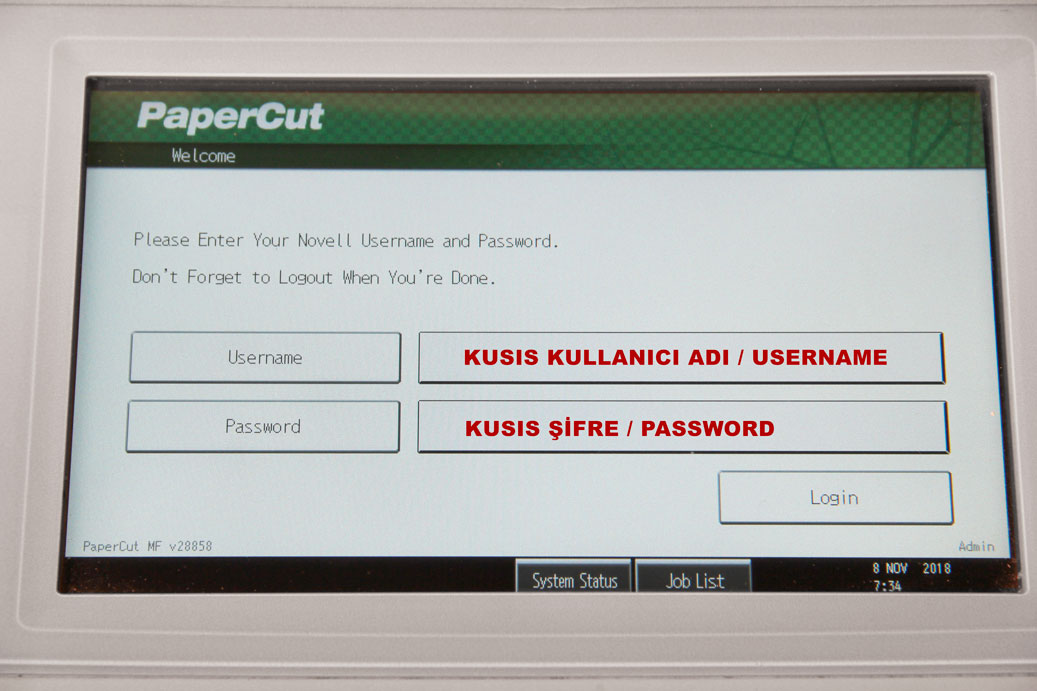 PaperCut
Welcome
Please Enter Your Novell Username and Password.
Don't Forget to Logout When You're Done.
Username KUSIS KULLANICI ADI / USERNAME
Password KUSIS ŞİFRE / PASSWORD
Login
PaperCut MF v28858 Admin
System Status Job List 8 NOV 2018
7:34